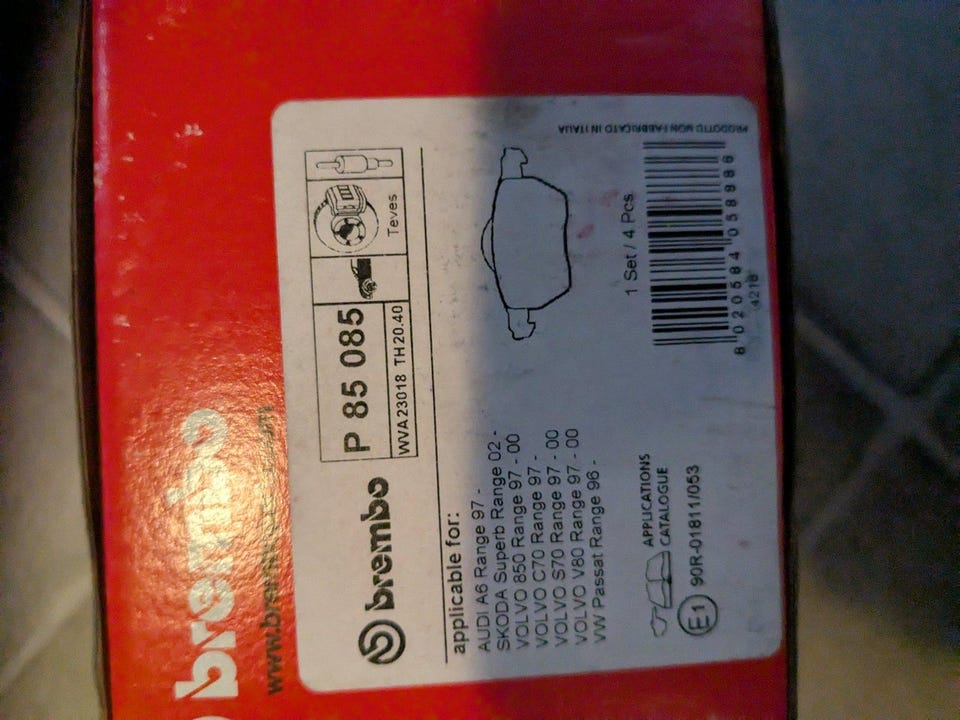 brembo
brembo
P 85 085
Teves
WVA 23018 TH20.40
applicable for:
AUDI A6 Range 97 -
SKODA Superb Range 02 -
VOLVO 850 Range 97 - 00
VOLVO C70 Range 97 -
VOLVO S70 Range 97 - 00
VOLVO V80 Range 97 - 00
VW Passat Range 96 -
1 Set / 4 Pcs
APPLICATIONS
CATALOGUE
E1 90R-01811/053
8 020584 058886
4218
PRODOTTO NON FABBRICATO IN ITALIA